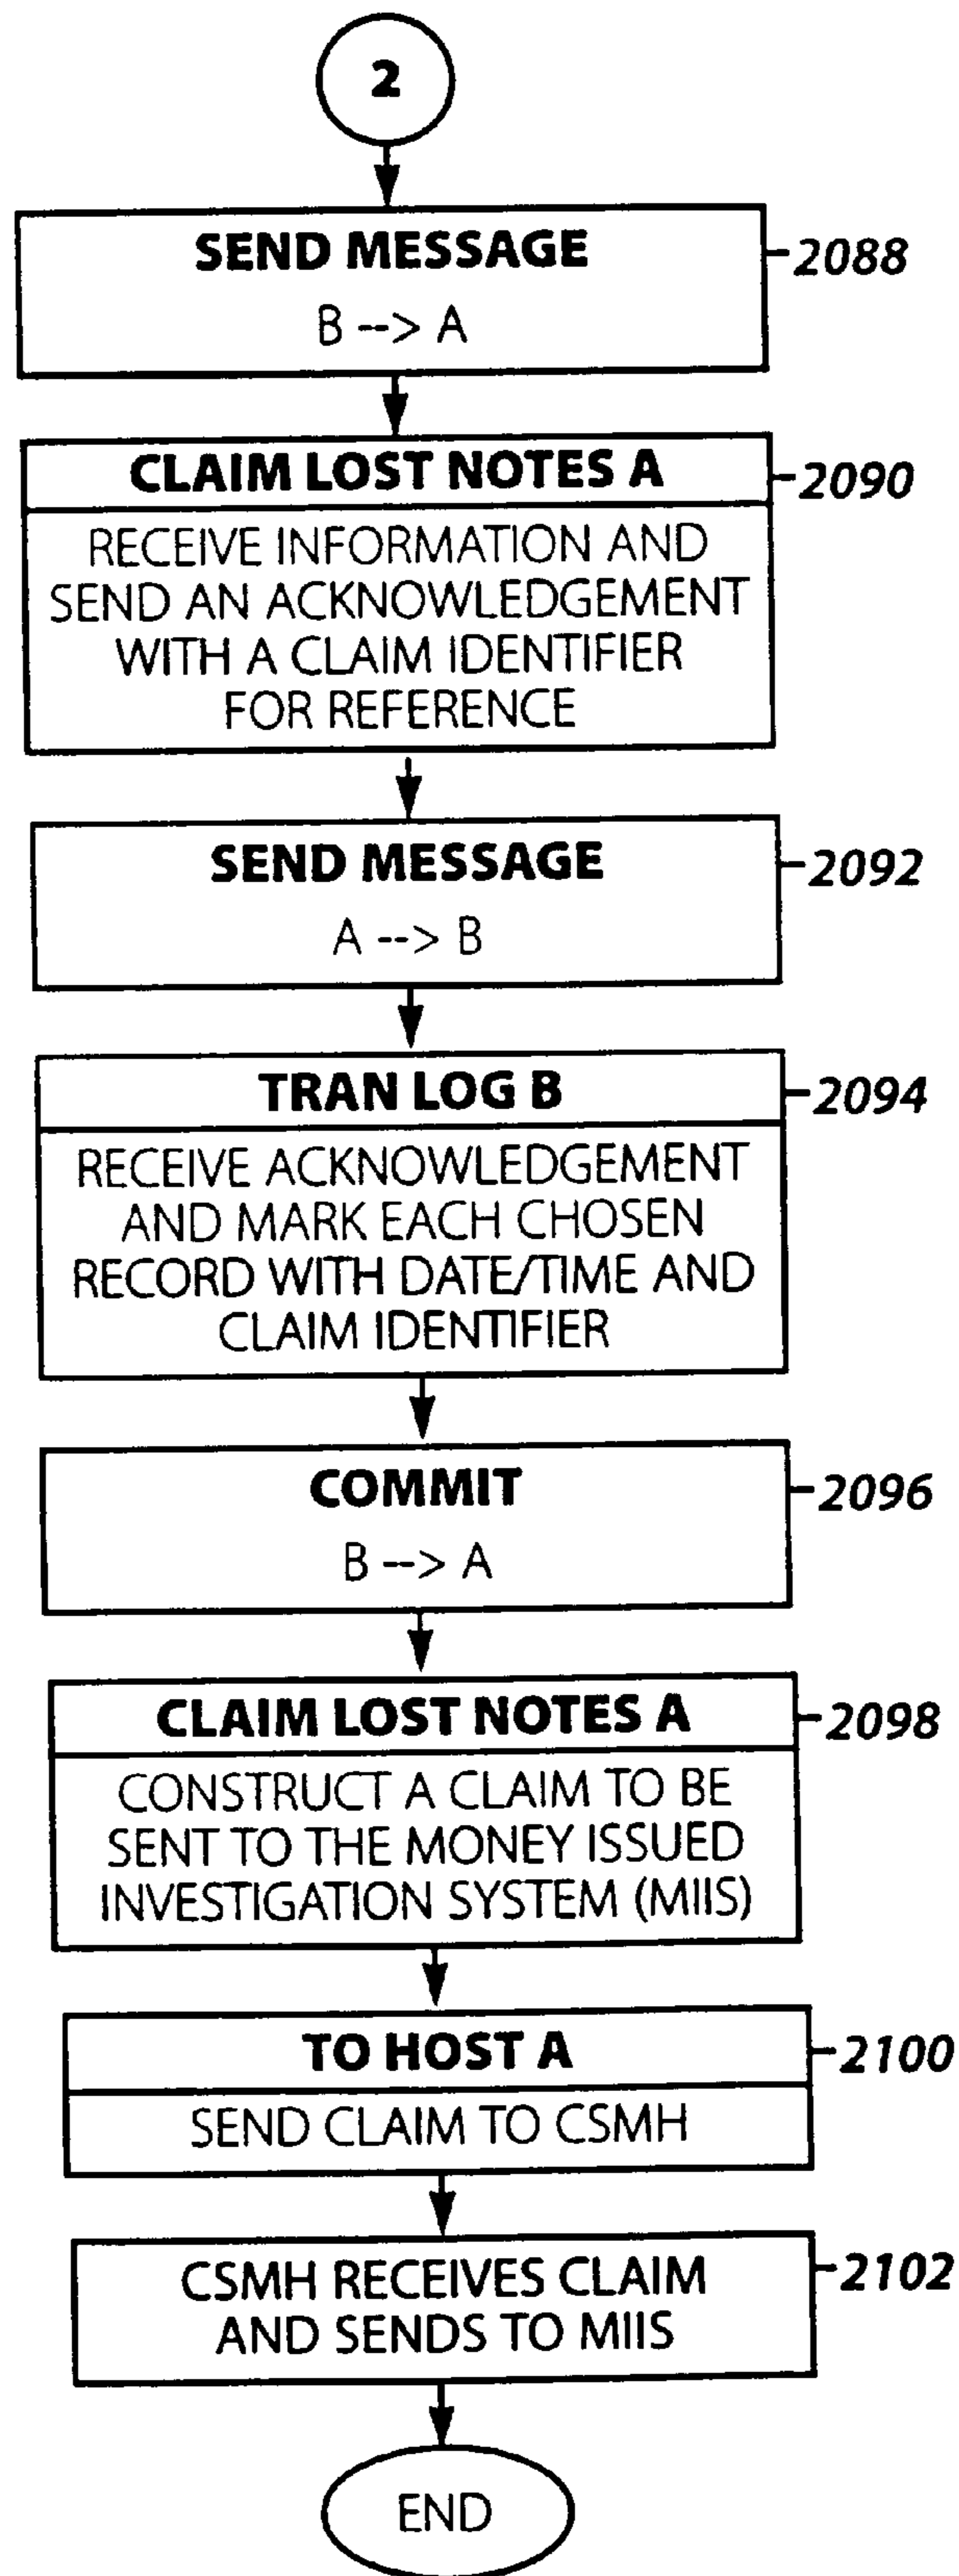 2
SEND MESSAGE
2088
B --> A
CLAIM LOST NOTES A
2090
RECEIVE INFORMATION AND
SEND AN ACKNOWLEDGEMENT
WITH A CLAIM IDENTIFIER
FOR REFERENCE
SEND MESSAGE
2092
A --> B
TRAN LOG B
2094
RECEIVE ACKNOWLEDGEMENT
AND MARK EACH CHOSEN
RECORD WITH DATE/TIME AND
CLAIM IDENTIFIER
COMMIT
2096
B --> A
CLAIM LOST NOTES A
2098
CONSTRUCT A CLAIM TO BE
SENT TO THE MONEY ISSUED
INVESTIGATION SYSTEM (MIIS)
TO HOST A
2100
SEND CLAIM TO CSMH
CSMH RECEIVES CLAIM
2102
AND SENDS TO MIIS
END